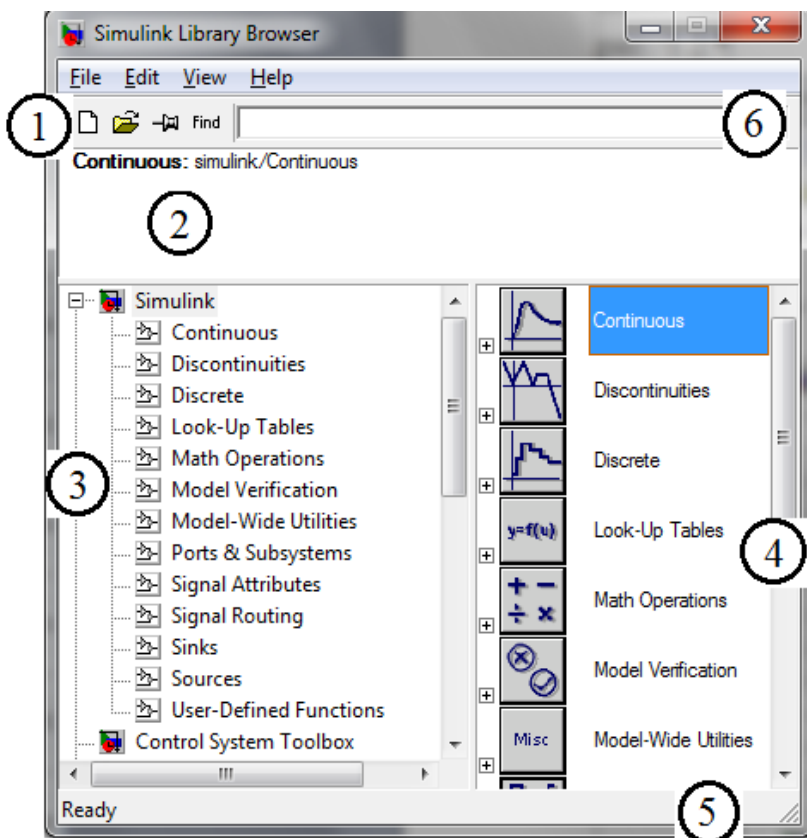 Simulink Library Browser
File Edit View Help
1 Find 6
Continuous: simulink/Continuous
2
Simulink
Continuous
Discontinuities
Discrete
Look-Up Tables
Math Operations
Model Verification
Model-Wide Utilities
Ports & Subsystems
Signal Attributes
Signal Routing
Sinks
Sources
User-Defined Functions
Control System Toolbox
3
Continuous
Discontinuities
Discrete
y=f(u) Look-Up Tables
+ − ÷ × Math Operations
Model Verification
Misc Model-Wide Utilities
4
Ready
5